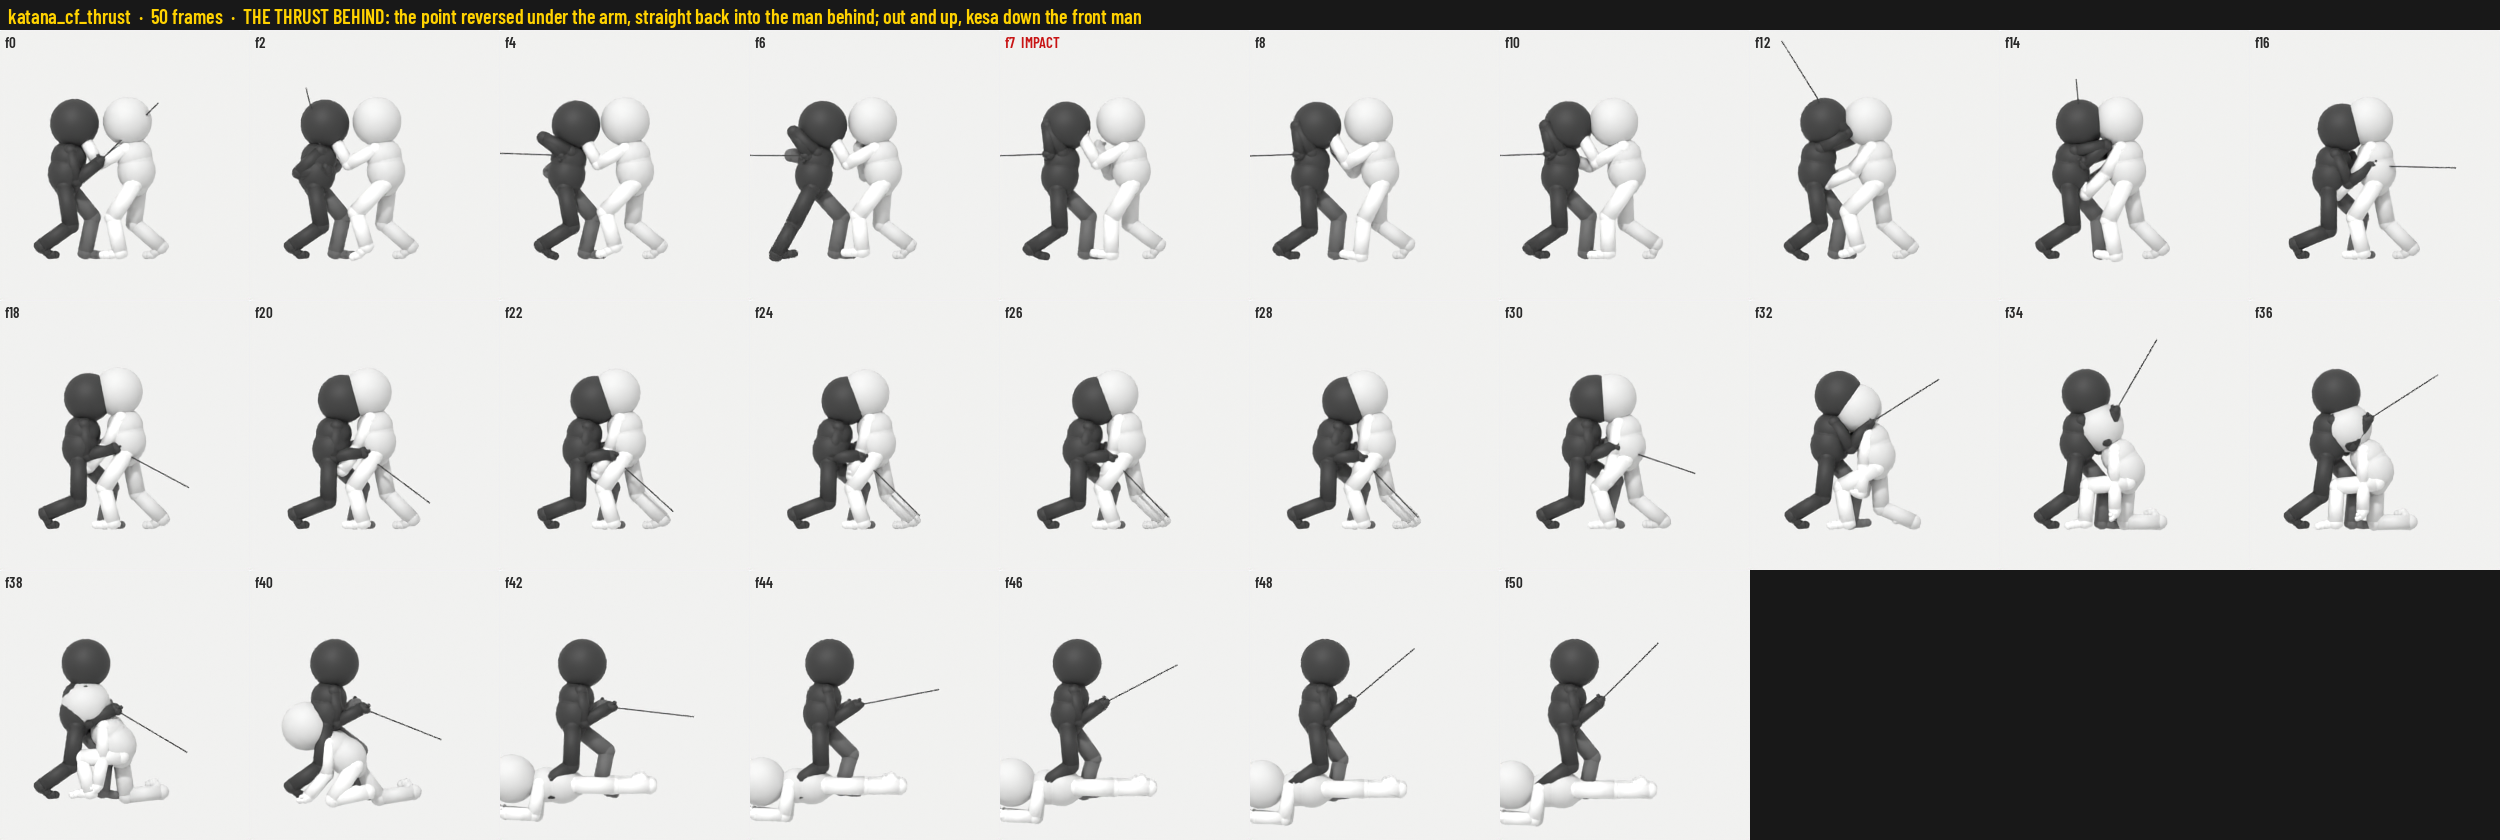 katana_cf_thrust · 50 frames · THE THRUST BEHIND: the point reversed under the arm, straight back into the man behind; out and up, kesa down the front man
f0 f2 f4 f6 f7 IMPACT f8 f10 f12 f14 f16
f18 f20 f22 f24 f26 f28 f30 f32 f34 f36
f38 f40 f42 f44 f46 f48 f50